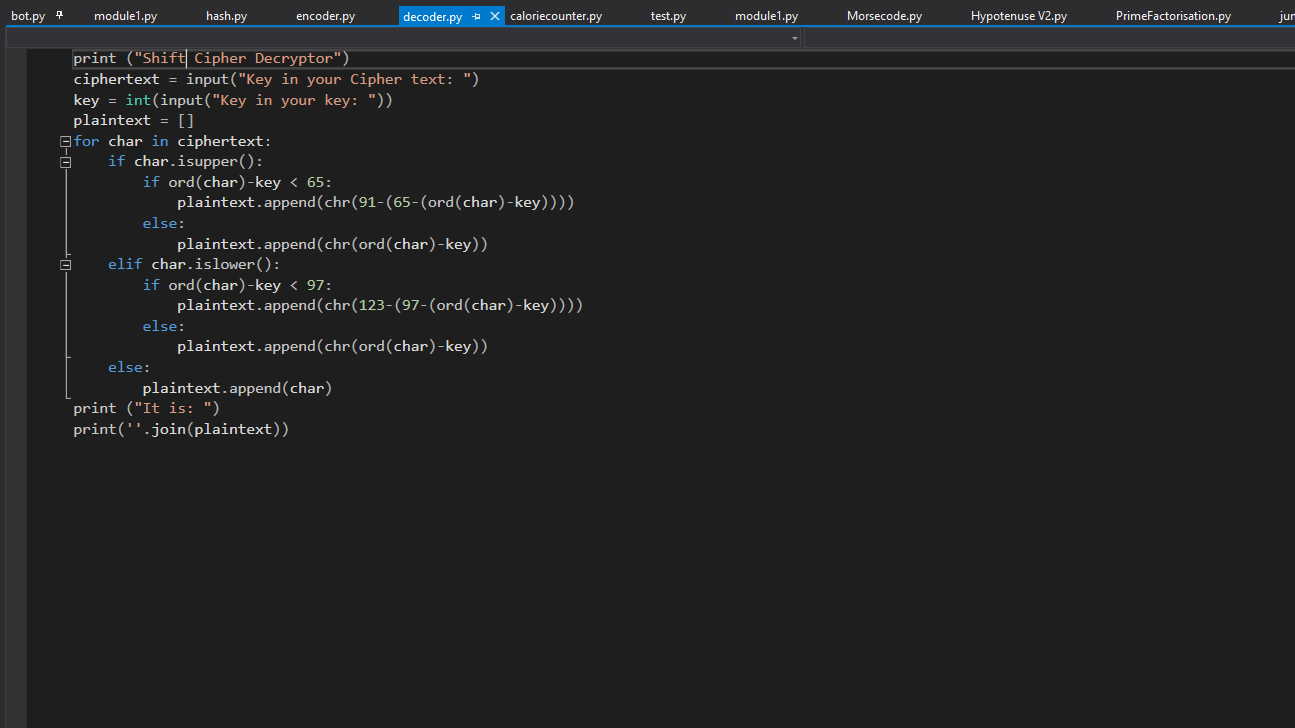 bot.py module1.py hash.py encoder.py decoder.py caloriecounter.py test.py module1.py Morsecode.py Hypotenuse V2.py PrimeFactorisation.py jur
print ("Shift Cipher Decryptor")
ciphertext = input("Key in your Cipher text: ")
key = int(input("Key in your key: "))
plaintext = []
for char in ciphertext:
    if char.isupper():
        if ord(char)-key < 65:
            plaintext.append(chr(91-(65-(ord(char)-key))))
        else:
            plaintext.append(chr(ord(char)-key))
    elif char.islower():
        if ord(char)-key < 97:
            plaintext.append(chr(123-(97-(ord(char)-key))))
        else:
            plaintext.append(chr(ord(char)-key))
    else:
        plaintext.append(char)
print ("It is: ")
print(''.join(plaintext))